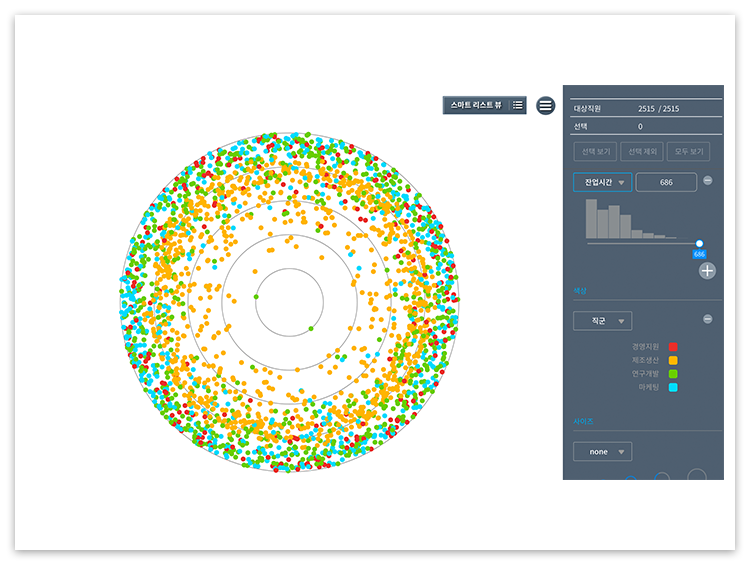 스마트 리스트 뷰
대상직원 2515 / 2515
선택 0
선택 보기 선택 제외 모두 보기
잔업시간 686
686
색상
직군
경영지원
제조생산
연구개발
마케팅
사이즈
none